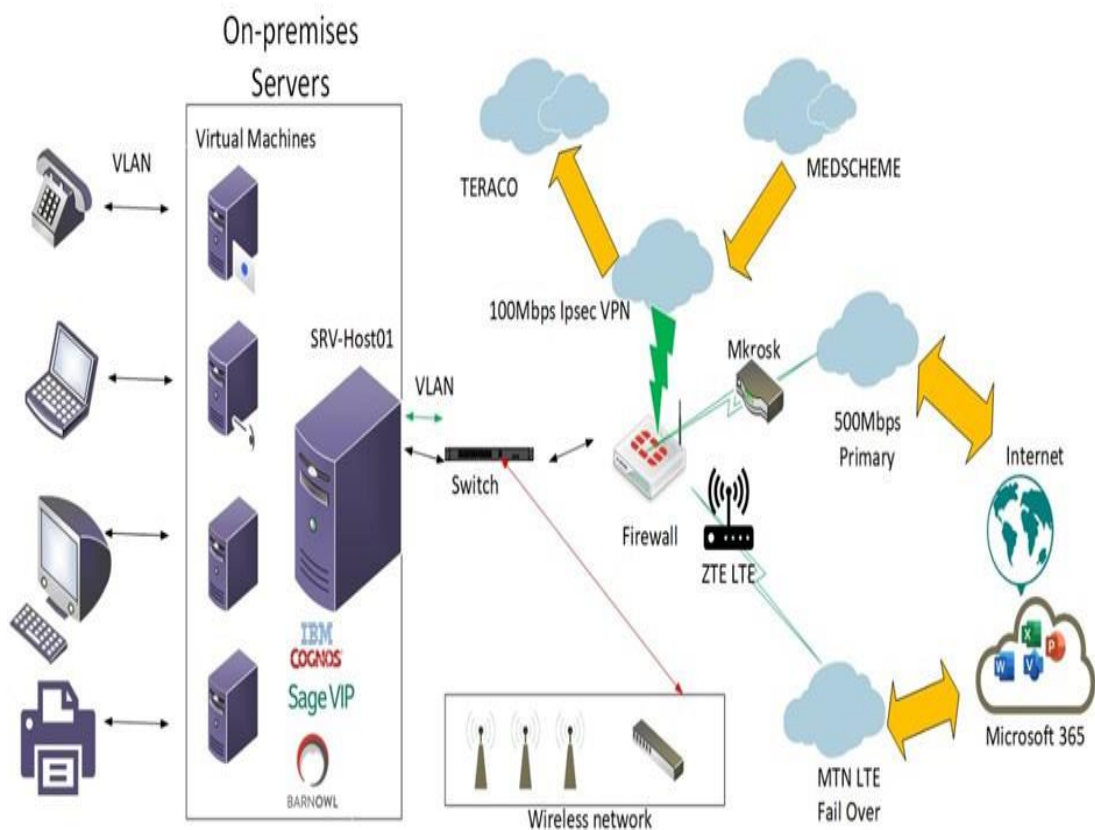 On-premises
Servers
Virtual Machines
VLAN
SRV-Host01
VLAN
IBM
COGNOS
Sage VIP
BARNOWL
Switch
Wireless network
TERACO
MEDSCHEME
100Mbps Ipsec VPN
Mkrosk
500Mbps
Primary
Firewall
ZTE LTE
Internet
W
X
V
P
Microsoft 365
MTN LTE
Fail Over